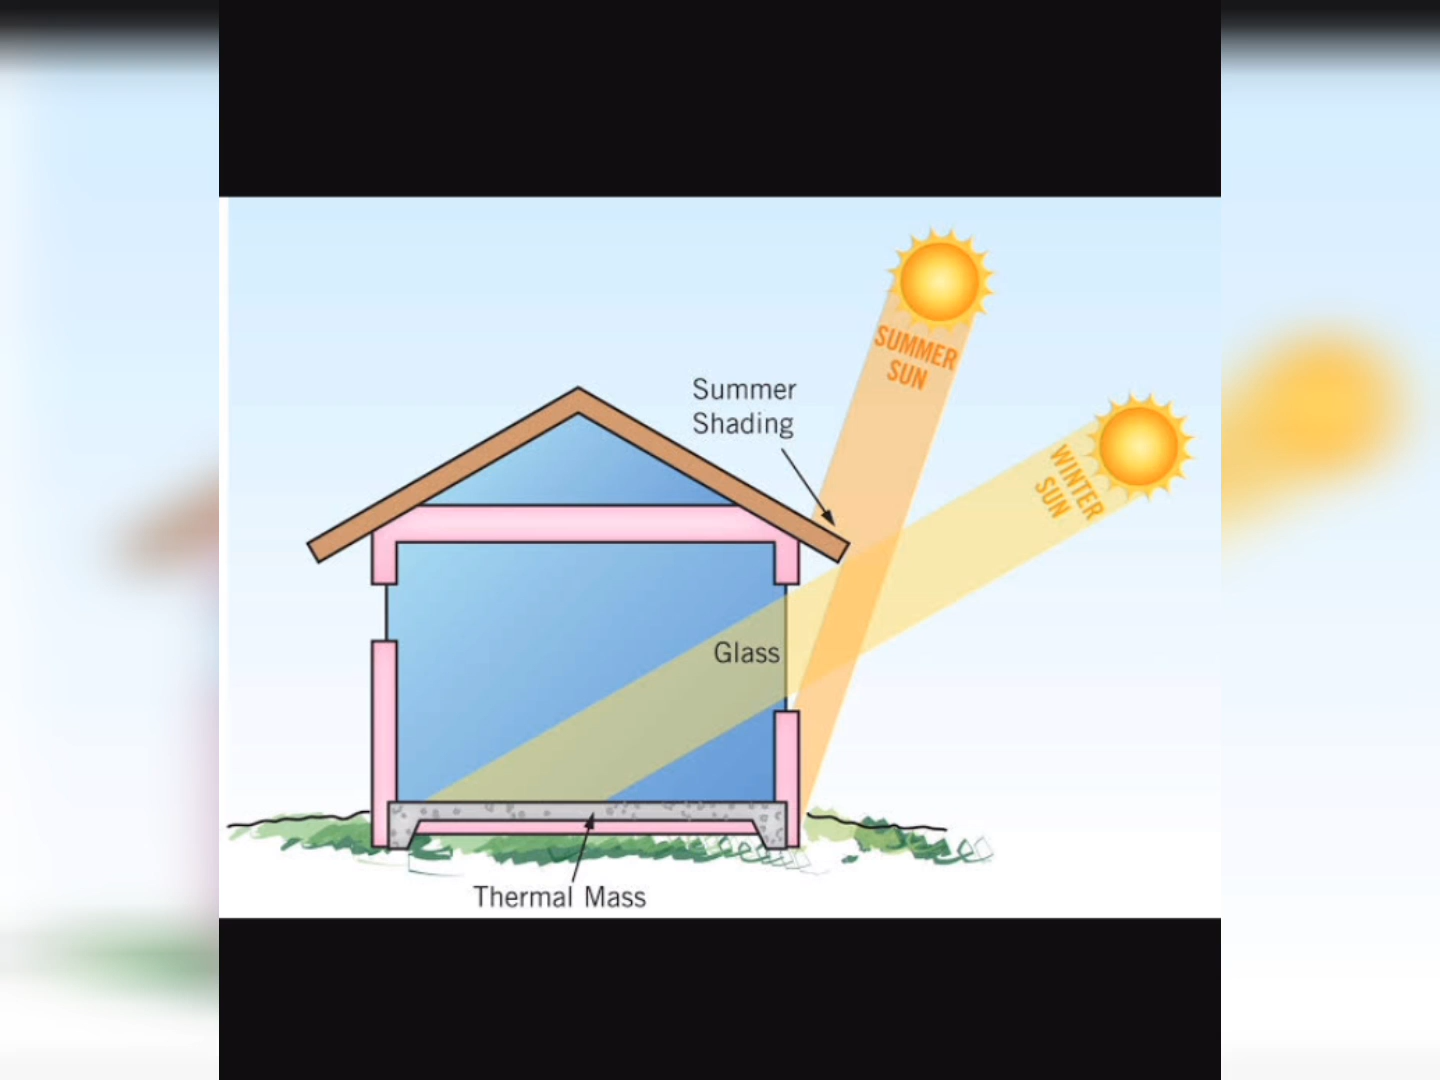 SUMMER
SUN
Summer
Shading
WINTER
SUN
Glass
Thermal Mass